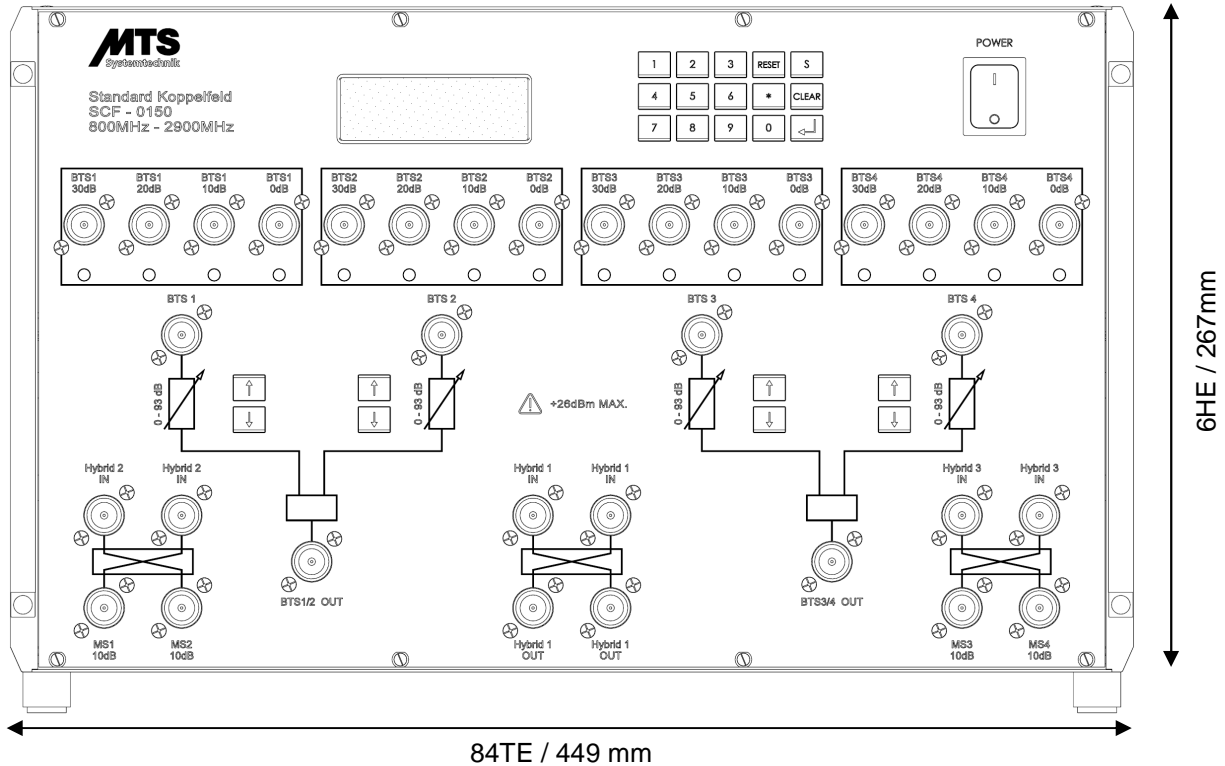 MTS
Systemtechnik
Standard Koppelfeld
SCF - 0150
800MHz - 2900MHz
1 2 3 RESET S
4 5 6 * CLEAR
7 8 9 0
POWER
BTS1 BTS1 BTS1 BTS1 BTS2 BTS2 BTS2 BTS2 BTS3 BTS3 BTS3 BTS3 BTS4 BTS4 BTS4 BTS4
30dB 20dB 10dB 0dB 30dB 20dB 10dB 0dB 30dB 20dB 10dB 0dB 30dB 20dB 10dB 0dB
BTS 1 BTS 2 BTS 3 BTS 4
0 - 93 dB 0 - 93 dB 0 - 93 dB 0 - 93 dB
+26dBm MAX.
Hybrid 2 Hybrid 2 Hybrid 1 Hybrid 1 Hybrid 3 Hybrid 3
IN IN IN IN IN IN
BTS1/2 OUT BTS3/4 OUT
MS1 MS2 Hybrid 1 Hybrid 1 MS3 MS4
10dB 10dB OUT OUT 10dB 10dB
6HE / 267mm
84TE / 449 mm